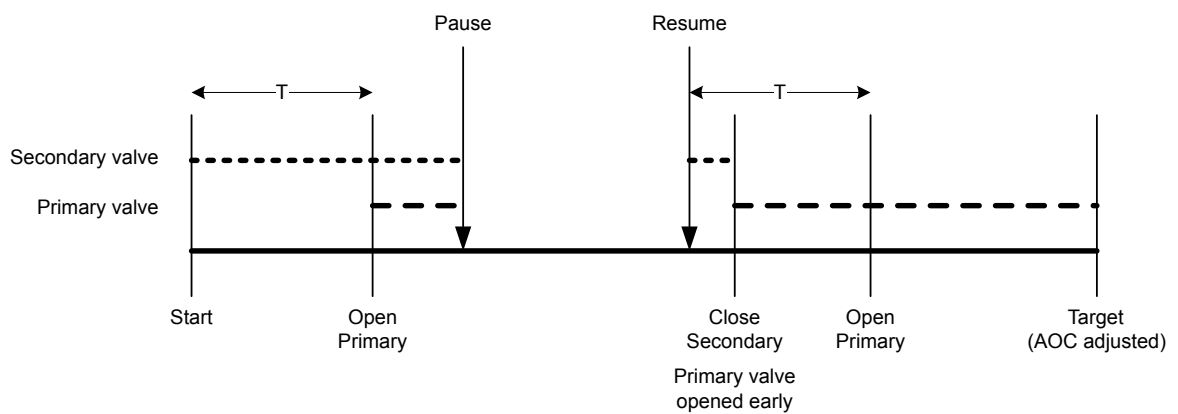 Pause
Resume
T
T
Secondary valve
Primary valve
Start
Open
Primary
Close
Secondary
Open
Primary
Target
(AOC adjusted)
Primary valve
opened early